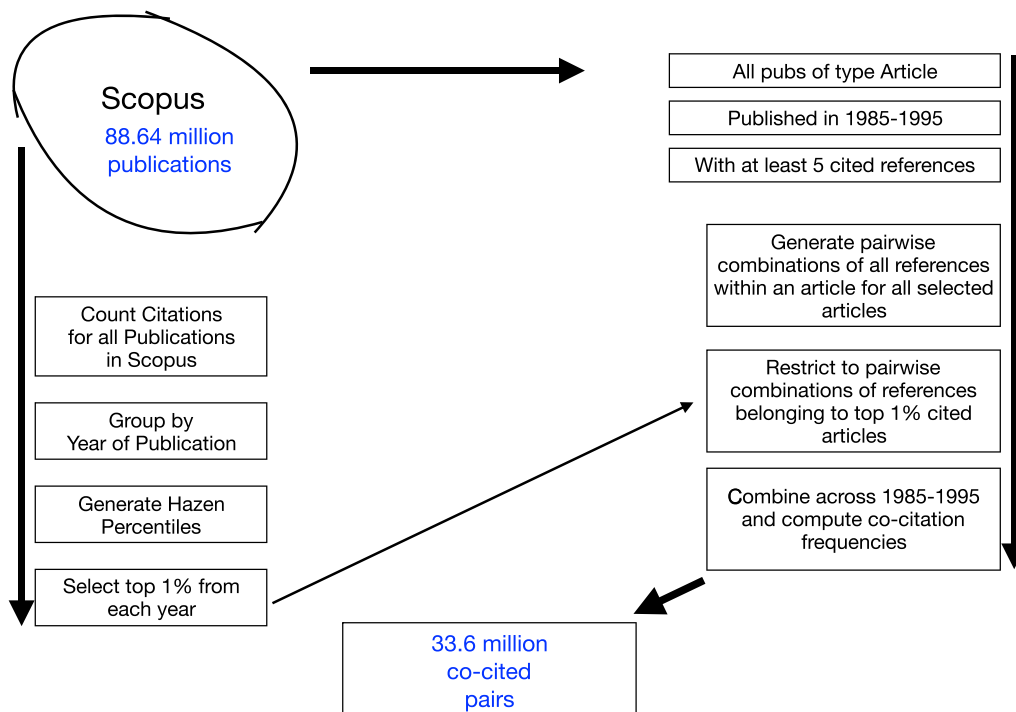 Scopus
88.64 million
publications
Count Citations
for all Publications
in Scopus
Group by
Year of Publication
Generate Hazen
Percentiles
Select top 1% from
each year
All pubs of type Article
Published in 1985-1995
With at least 5 cited references
Generate pairwise
combinations of all references
within an article for all selected
articles
Restrict to pairwise
combinations of references
belonging to top 1% cited
articles
Combine across 1985-1995
and compute co-citation
frequencies
33.6 million
co-cited
pairs